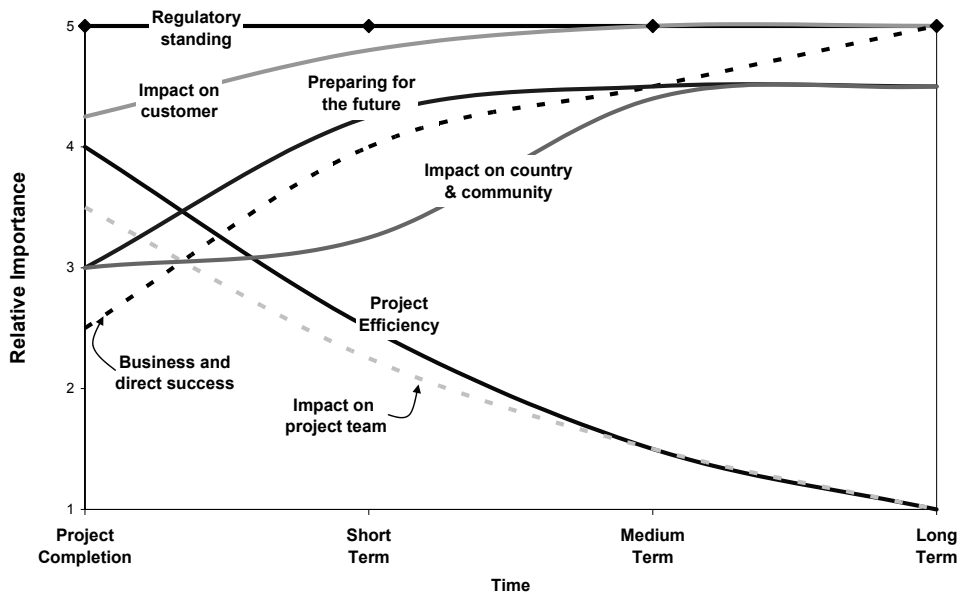 5
4
3
2
1
Relative Importance
Regulatory
standing
Impact on
customer
Preparing for
the future
Impact on country
& community
Project
Efficiency
Business and
direct success
Impact on
project team
Project
Completion
Short
Term
Medium
Term
Long
Term
Time